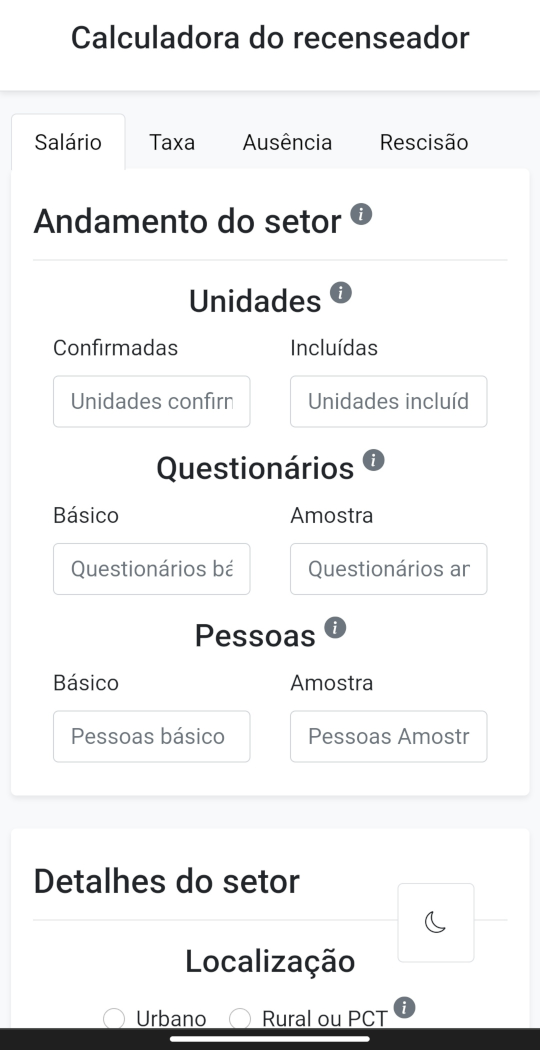 Calculadora do recenseador
Salário Taxa Ausência Rescisão
Andamento do setor
Unidades
Confirmadas Incluídas
Unidades confirn Unidades incluíd
Questionários
Básico Amostra
Questionários bá Questionários ar
Pessoas
Básico Amostra
Pessoas básico Pessoas Amostr
Detalhes do setor
Localização
Urbano Rural ou PCT